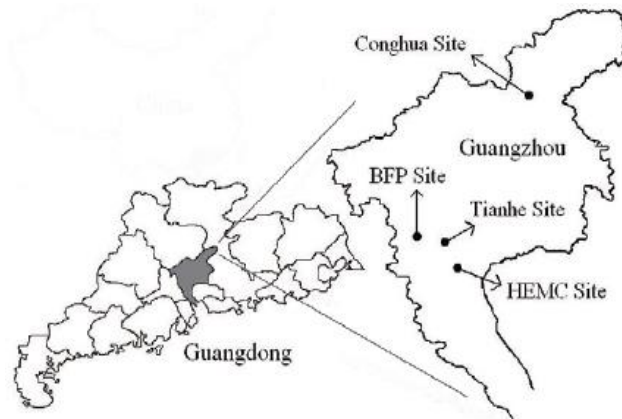 Conghua Site
Guangzhou
BFP Site
Tianhe Site
HEMC Site
Guangdong